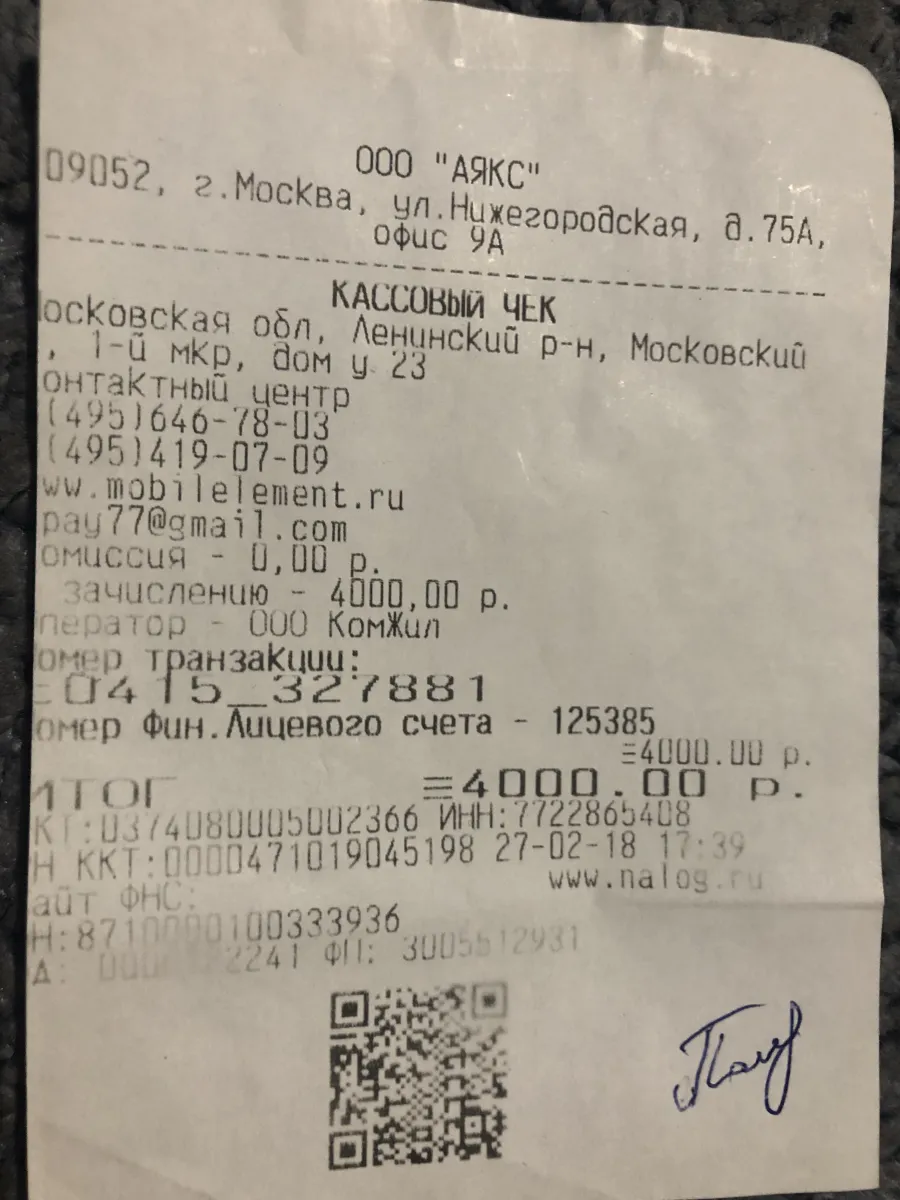 ООО "АЯКС"
09052, г.Москва, ул.Нижегородская, д.75А,
офис 9А
КАССОВЫЙ ЧЕК
осковская обл, Ленинский р-н, Московский
, 1-й мкр, дом у 23
онтактный центр
(495)646-78-03
(495)419-07-09
ww.mobilelement.ru
pay77@gmail.com
омиссия - 0,00 р.
зачислению - 4000,00 р.
ператор - ООО КомЖил
омер транзакции:
0415_327881
омер Фин.Лицевого счета - 125385
≡4000.00 р.
ИТОГ ≡4000.00 р.
КТ:0374080005002366 ИНН:7722865408
Н ККТ:0000471019045198 27-02-18 17:39
айт ФНС: www.nalog.ru
Н:8710000100333936
Д: 2241 ФП: 3005512931